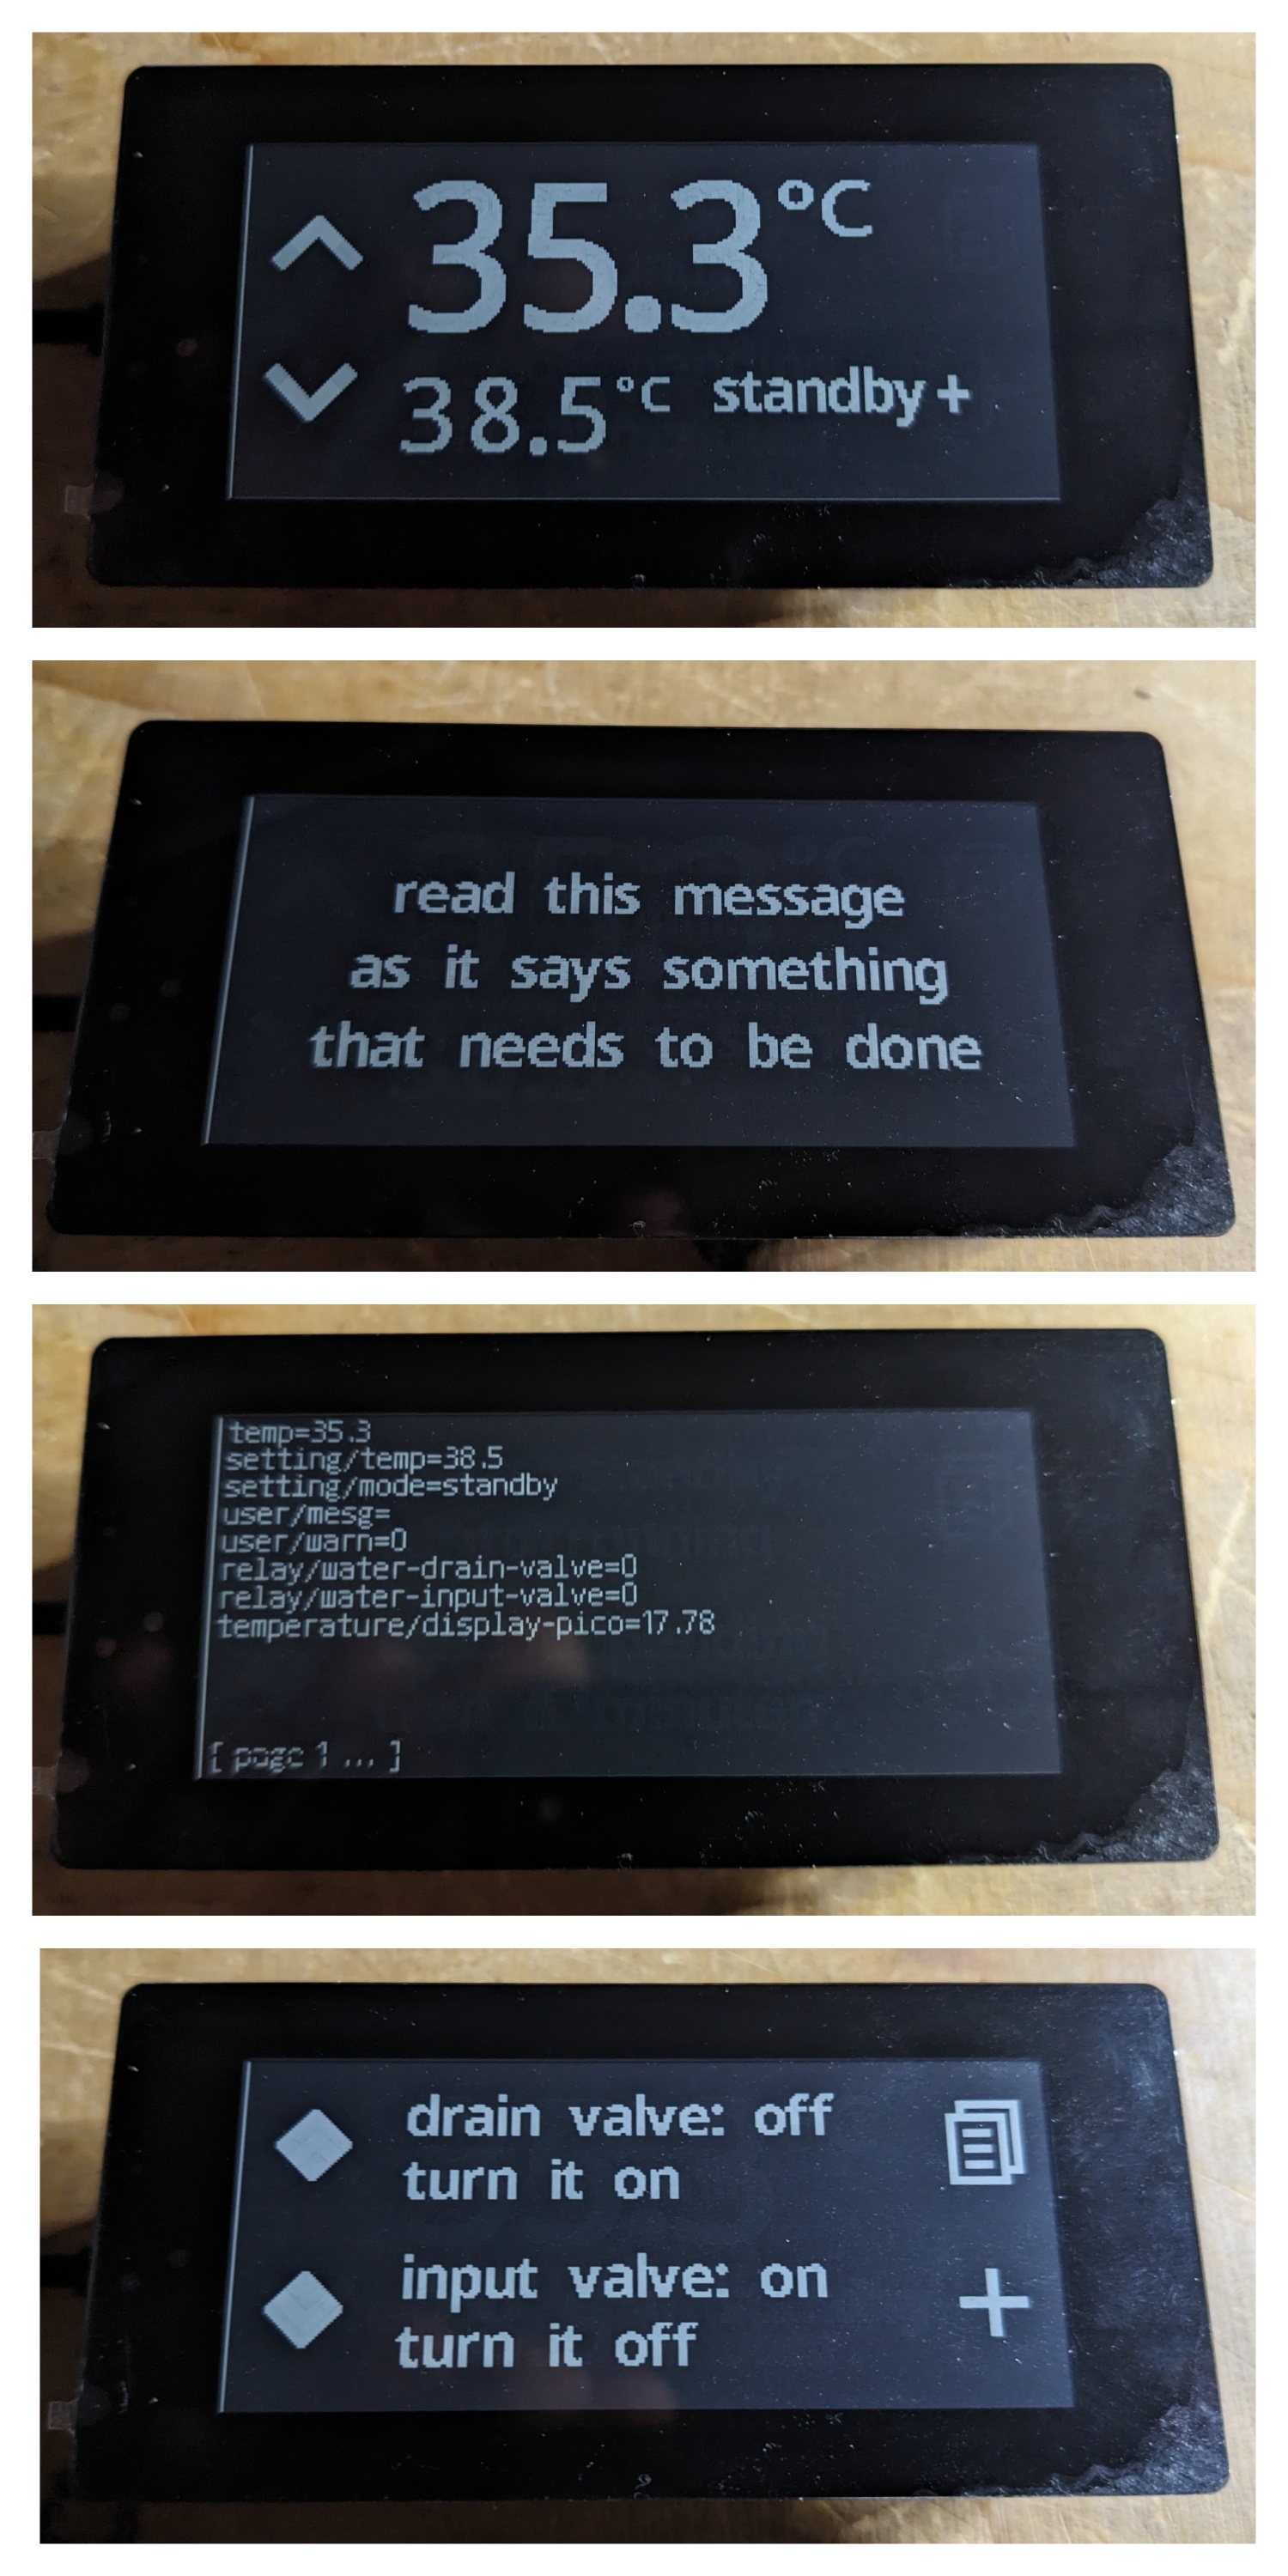 35.3°C
38.5°C standby +
read this message
as it says something
that needs to be done
temp=35.3
setting/temp=38.5
setting/mode=standby
user/mesg=
user/warn=0
relay/water-drain-valve=0
relay/water-input-valve=0
temperature/display-pico=17.78
[ page 1 ... ]
drain valve: off
turn it on
input valve: on
turn it off
+